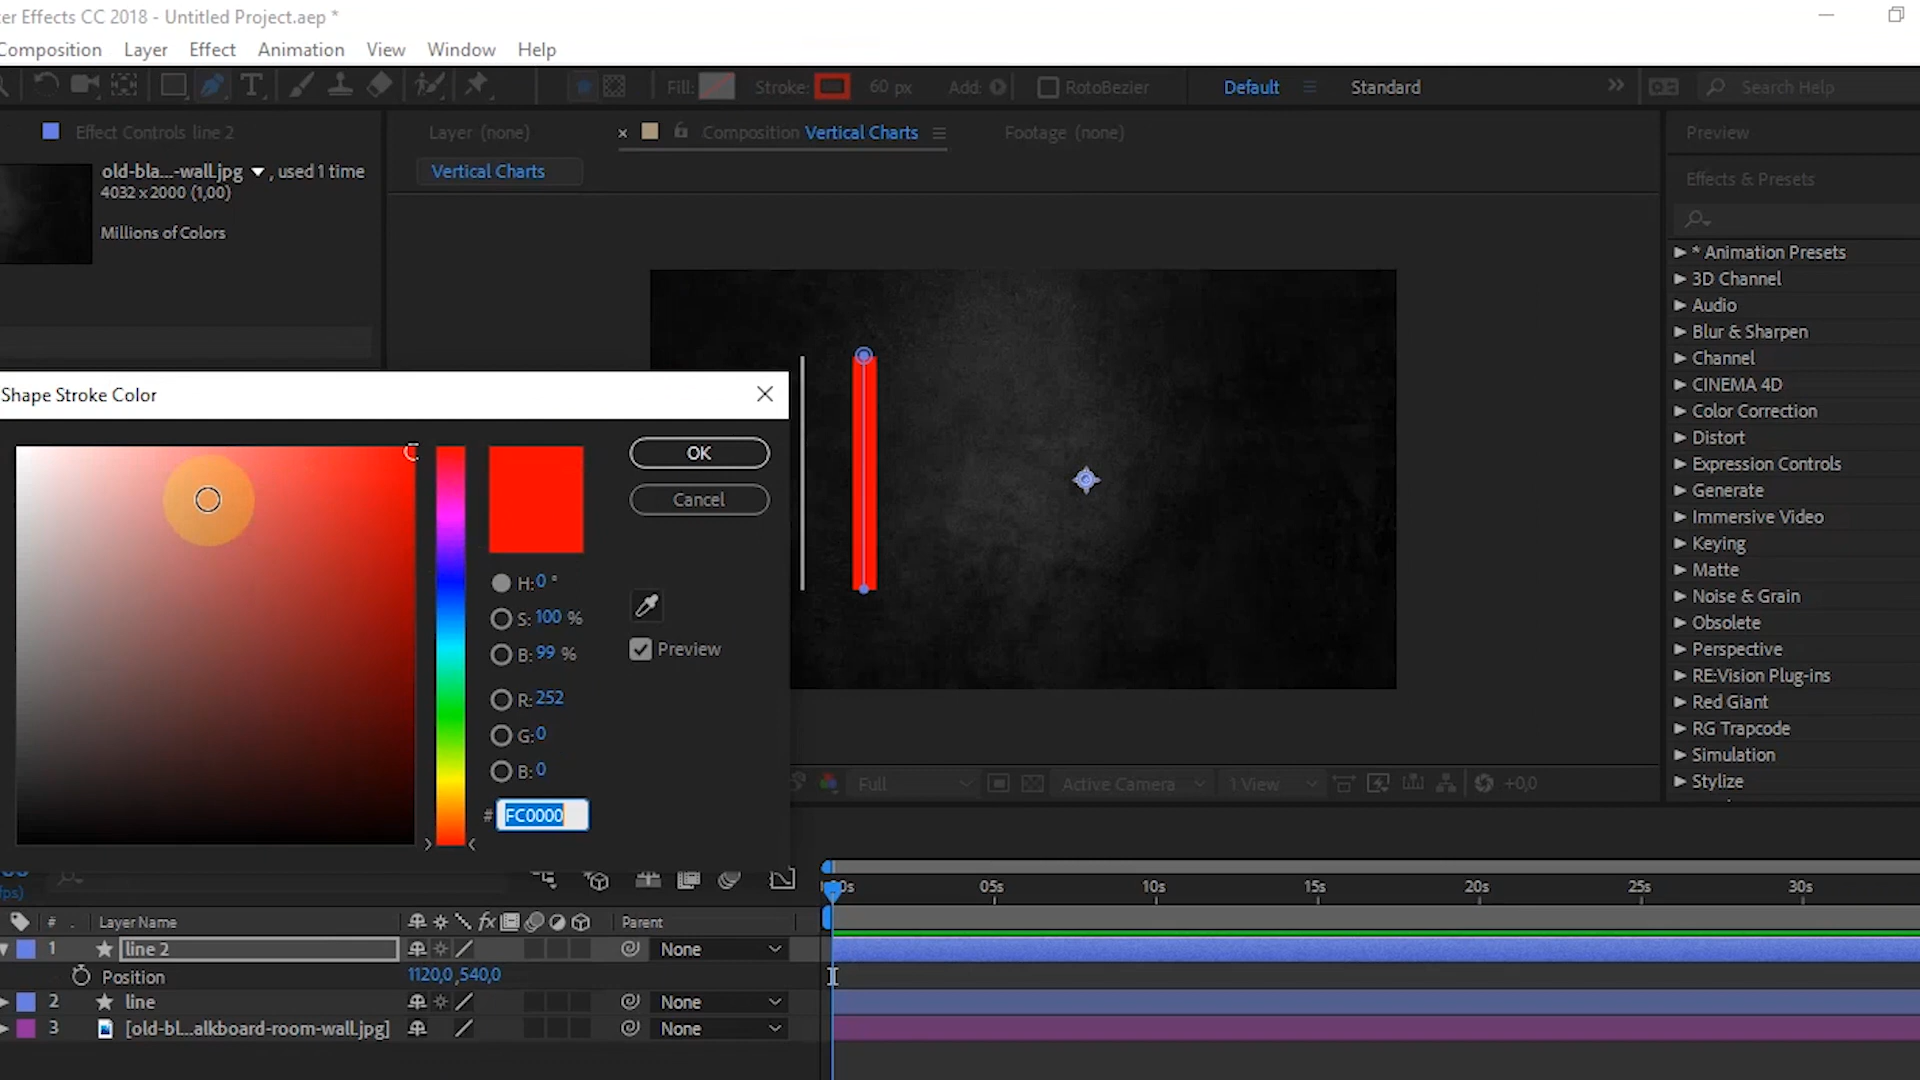 ter Effects CC 2018 - Untitled Project.aep *
Composition Layer Effect Animation View Window Help
T Fill: Stroke: 60 px Add: RotoBezier Default Standard Search Help
Effect Controls line 2
Layer (none) × Composition Vertical Charts Footage (none)
Preview
old-bla...-wall.jpg , used 1 time
4032 x 2000 (1,00)
Millions of Colors
Vertical Charts
Effects & Presets
* Animation Presets
3D Channel
Audio
Blur & Sharpen
Channel
CINEMA 4D
Color Correction
Distort
Expression Controls
Generate
Immersive Video
Keying
Matte
Noise & Grain
Obsolete
Perspective
RE:Vision Plug-ins
Red Giant
RG Trapcode
Simulation
Stylize
Shape Stroke Color
OK
Cancel
H: 0 °
S: 100 %
B: 99 %
Preview
R: 252
G: 0
B: 0
# FC0000
Full Active Camera 1 View +0,0
fps)
05s 10s 15s 20s 25s 30s
# . Layer Name fx Parent
1 line 2 None
Position 1120,0 ,540,0
2 line None
3 [old-bl...alkboard-room-wall.jpg] None